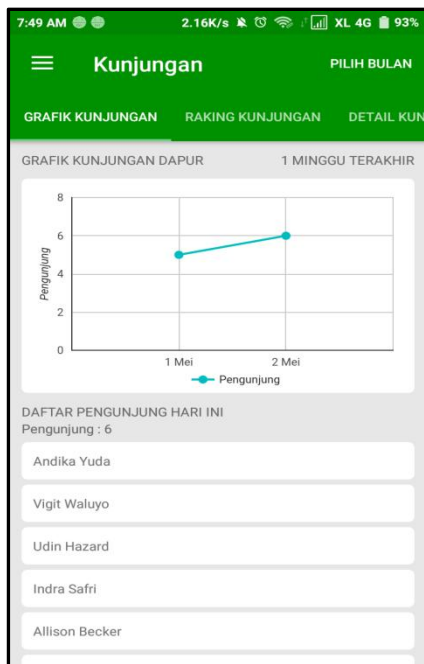 7:49 AM 2.16K/s XL 4G 93%
Kunjungan PILIH BULAN
GRAFIK KUNJUNGAN RAKING KUNJUNGAN DETAIL KUN
GRAFIK KUNJUNGAN DAPUR 1 MINGGU TERAKHIR
8
6
4
2
0
Pengunjung
1 Mei 2 Mei
Pengunjung
DAFTAR PENGUNJUNG HARI INI
Pengunjung : 6
Andika Yuda
Vigit Waluyo
Udin Hazard
Indra Safri
Allison Becker